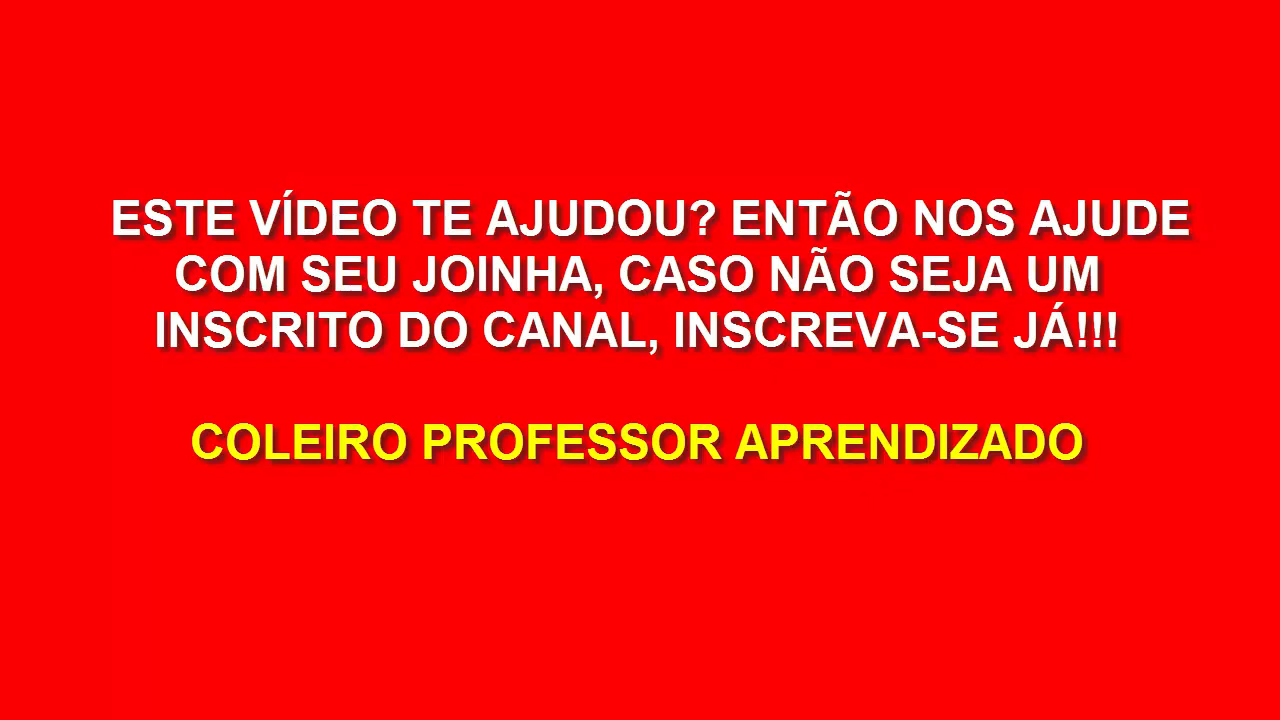 ESTE VÍDEO TE AJUDOU? ENTÃO NOS AJUDE
COM SEU JOINHA, CASO NÃO SEJA UM
INSCRITO DO CANAL, INSCREVA-SE JÁ!!!
COLEIRO PROFESSOR APRENDIZADO